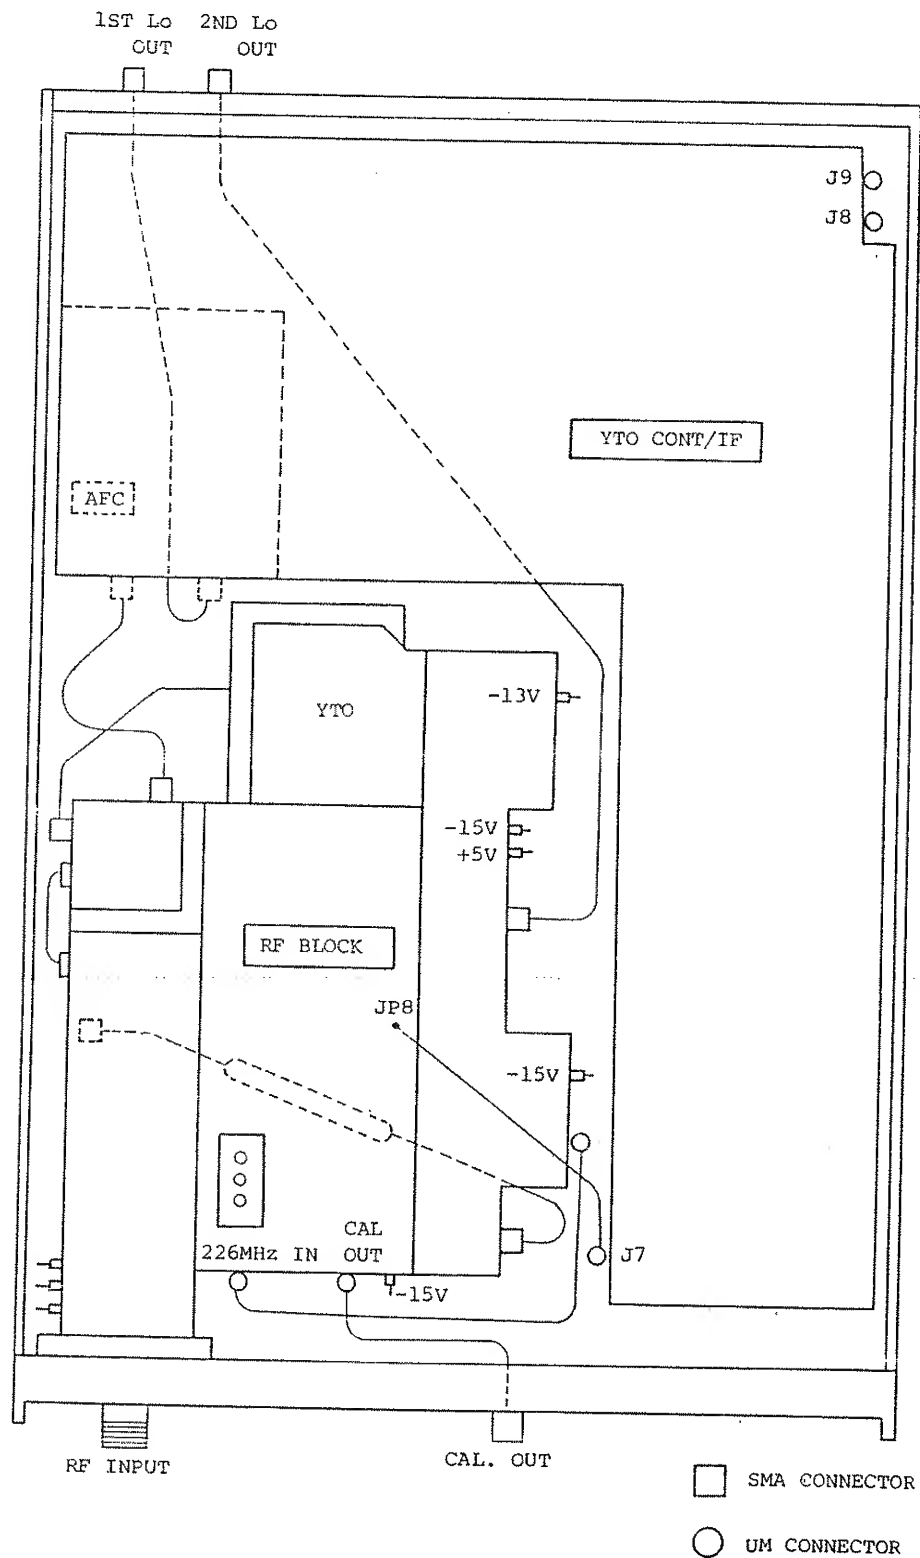 1ST Lo
OUT
2ND Lo
OUT
J9
J8
YTO CONT/IF
AFC
-13V
YTO
-15V
+5V
RF BLOCK
JP8
-15V
226MHz IN
CAL
OUT
J7
-15V
RF INPUT
CAL. OUT
SMA CONNECTOR
UM CONNECTOR